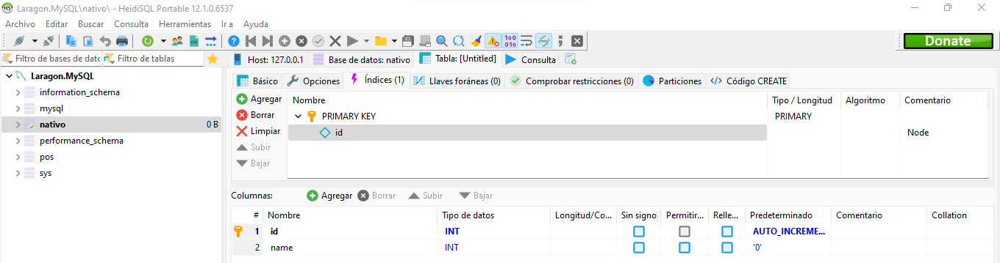 Laragon.MySQL\nativo\ - HeidiSQL Portable 12.1.0.6537
Archivo Editar Buscar Consulta Herramientas Ir a Ayuda
Donate
Filtro de bases de datc Filtro de tablas
Host: 127.0.0.1 Base de datos: nativo Tabla: [Untitled] Consulta
Laragon.MySQL
information_schema
mysql
nativo 0 B
performance_schema
pos
sys
Básico Opciones Índices (1) Llaves foráneas (0) Comprobar restricciones (0) Particiones Código CREATE
Agregar
Borrar
Limpiar
Subir
Bajar
Nombre Tipo / Longitud Algoritmo Comentario
PRIMARY KEY PRIMARY
id Node
Columnas: Agregar Borrar Subir Bajar
# Nombre Tipo de datos Longitud/Co... Sin signo Permitir... Relle... Predeterminado Comentario Collation
1 id INT AUTO_INCREME...
2 name INT '0'